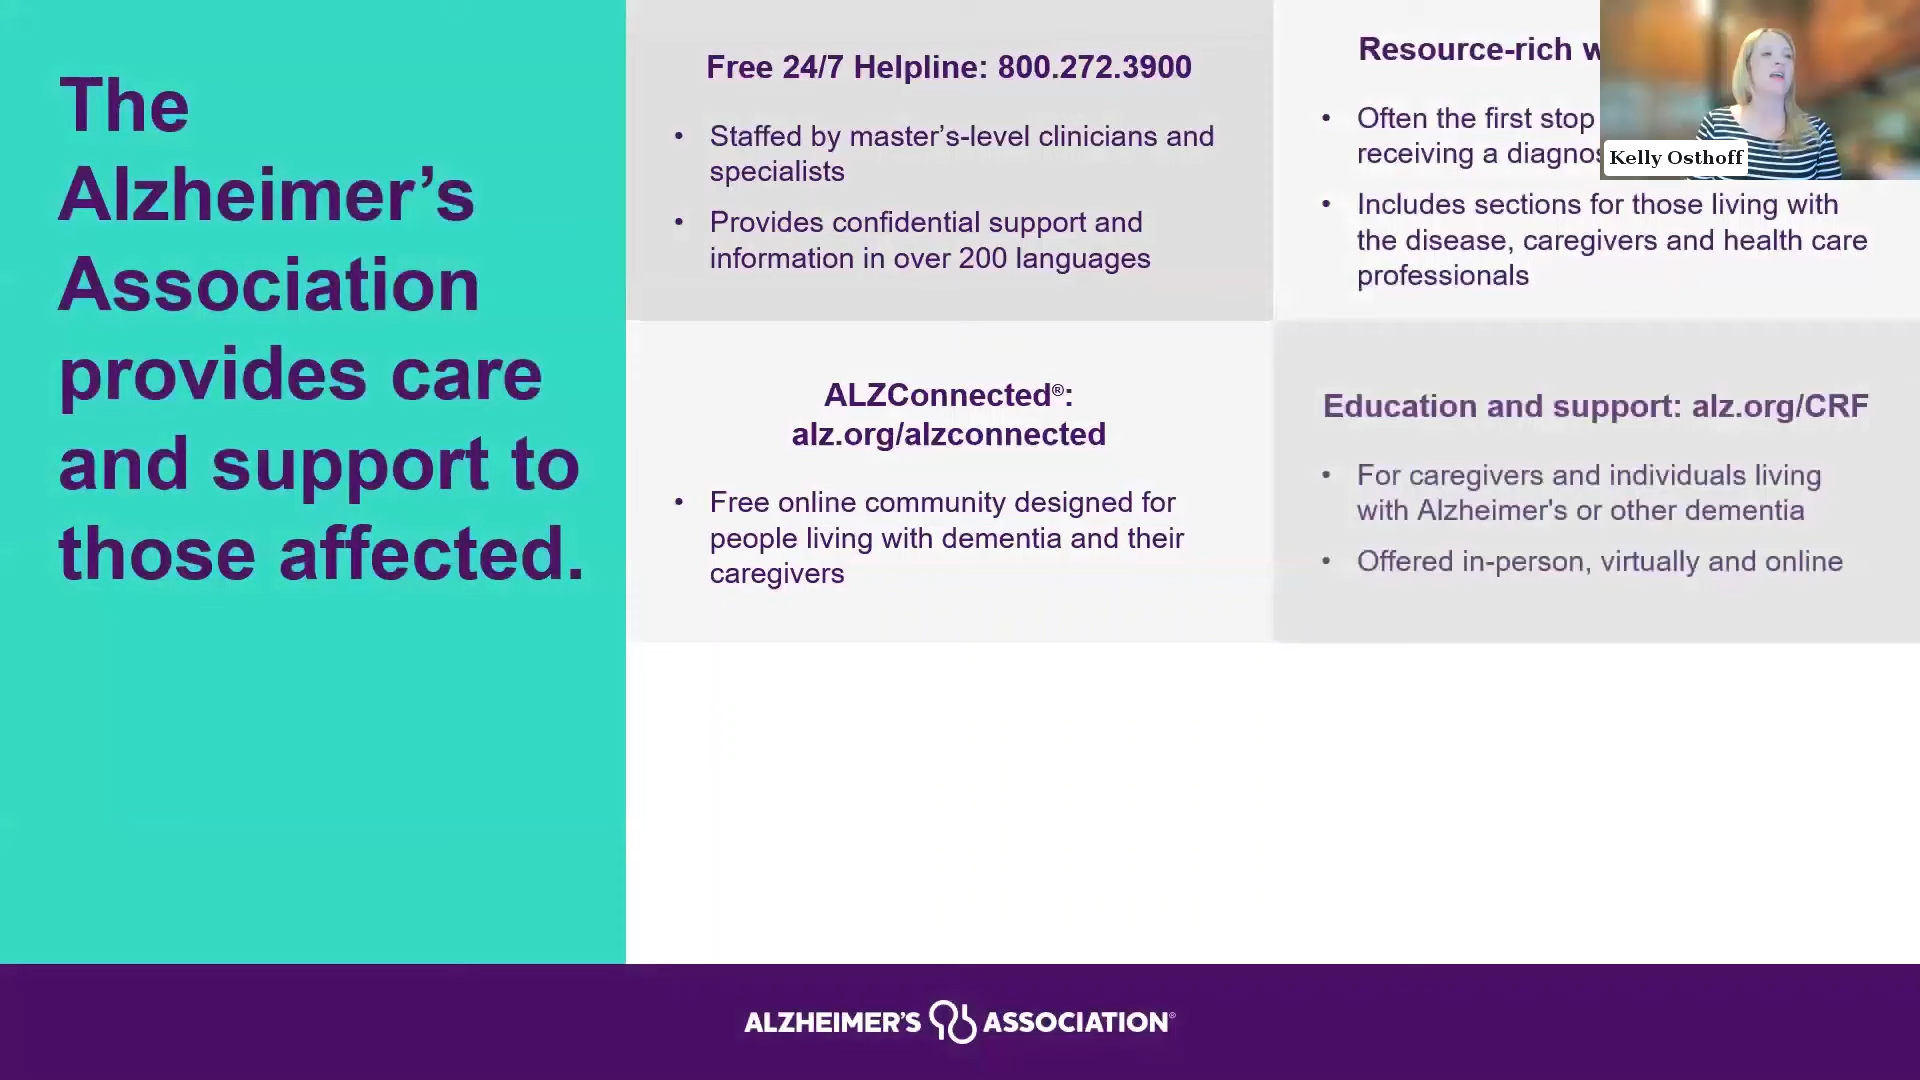 The
Alzheimer’s
Association
provides care
and support to
those affected.
Free 24/7 Helpline: 800.272.3900
• Staffed by master’s-level clinicians and
specialists
• Provides confidential support and
information in over 200 languages
Resource-rich
• Often the first stop
receiving a
• Includes sections for those living with
the disease, caregivers and health care
professionals
Kelly Osthoff
ALZConnected®:
alz.org/alzconnected
• Free online community designed for
people living with dementia and their
caregivers
Education and support: alz.org/CRF
• For caregivers and individuals living
with Alzheimer's or other dementia
• Offered in-person, virtually and online
ALZHEIMER’S ASSOCIATION®